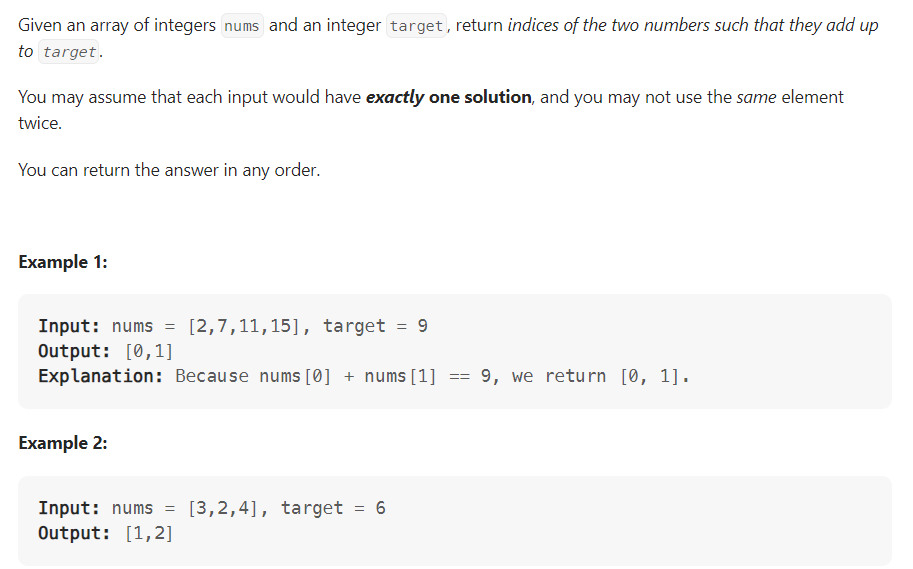 Given an array of integers nums and an integer target, return indices of the two numbers such that they add up
to target.
You may assume that each input would have exactly one solution, and you may not use the same element
twice.
You can return the answer in any order.
Example 1:
Input: nums = [2,7,11,15], target = 9
Output: [0,1]
Explanation: Because nums[0] + nums[1] == 9, we return [0, 1].
Example 2:
Input: nums = [3,2,4], target = 6
Output: [1,2]